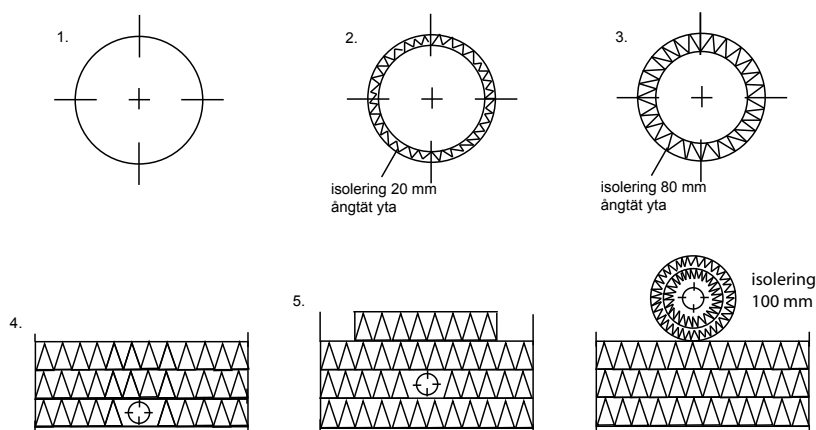 1.
2.
isolering 20 mm
ångtät yta
3.
isolering 80 mm
ångtät yta
4.
5.
isolering
100 mm